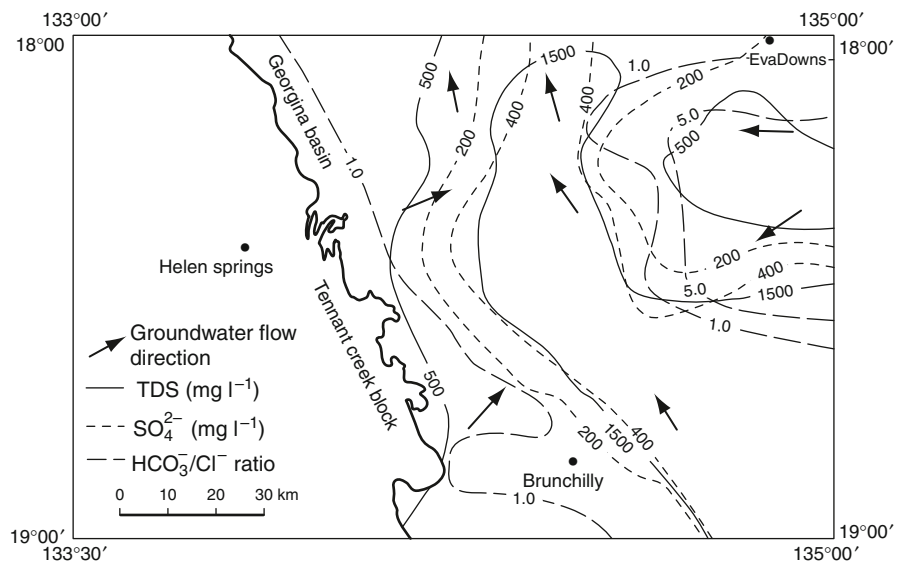 133°00′
135°00′
18°00′
18°00′
Georgina basin
1.0
500
200
400
1500
400
1.0
200
EvaDowns
5.0
500
Helen springs
Tennant creek block
200
400
5.0
1500
1.0
Groundwater flow
direction
TDS (mg l⁻¹)
SO₄²⁻ (mg l⁻¹)
HCO₃⁻/Cl⁻ ratio
0 10 20 30 km
500
200
1500
400
Brunchilly
1.0
19°00′
19°00′
133°30′
135°00′